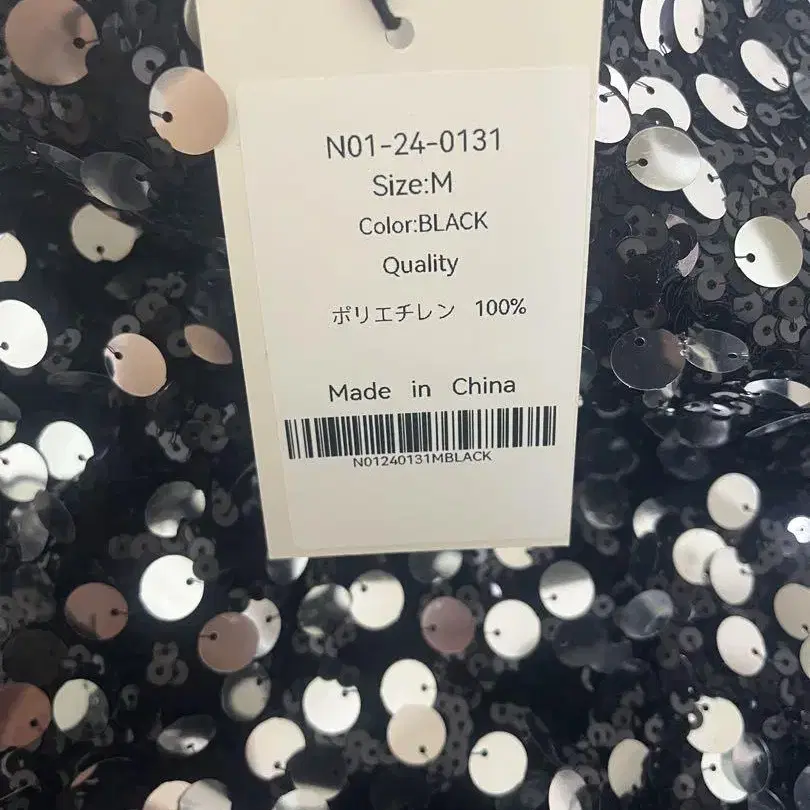 N01-24-0131
Size:M
Color:BLACK
Quality
ポリエチレン 100%
Made in China
N01240131MBLACK